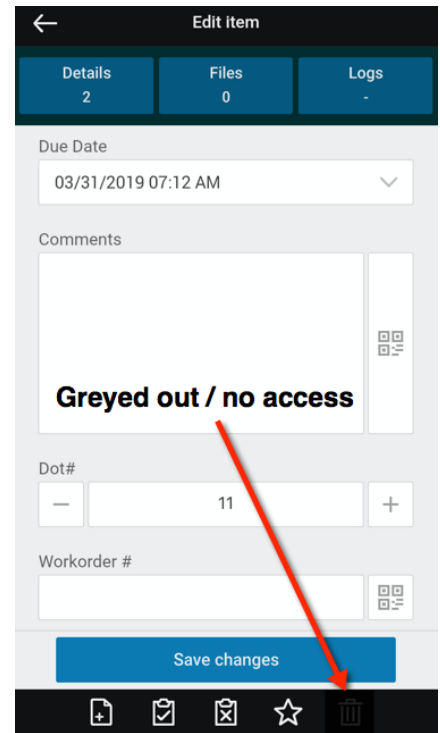 Edit item
Details
2
Files
0
Logs
-
Due Date
03/31/2019 07:12 AM
Comments
Greyed out / no access
Dot#
11
Workorder #
Save changes